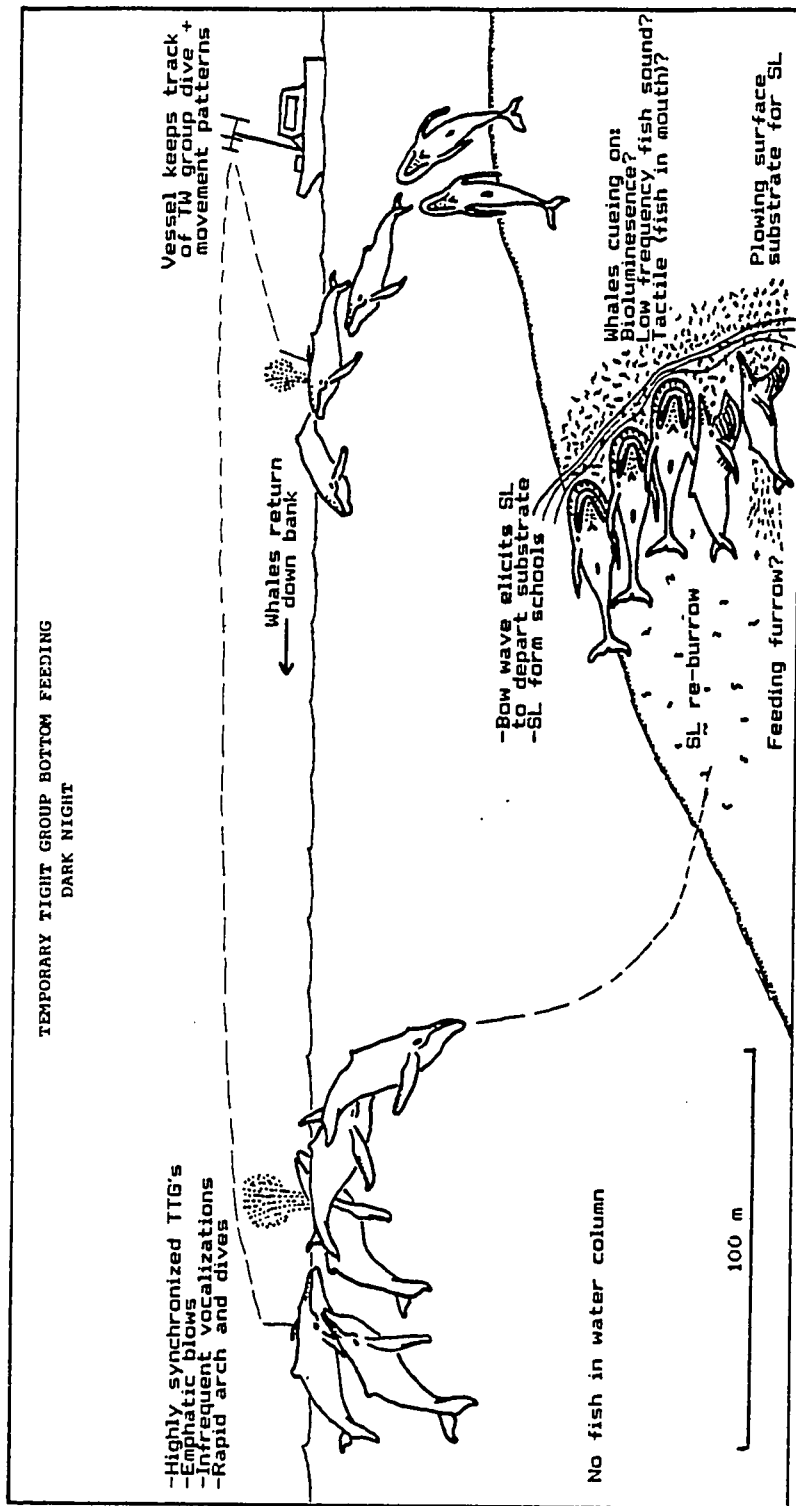 TEMPORARY TIGHT GROUP BOTTOM FEEDING
DARK NIGHT
-Highly synchronized TTG's
-Emphatic blows
-Infrequent vocalizations
-Rapid arch and dives
Vessel keeps track
of TW group dive +
movement patterns
Whales return
down bank
-Bow wave elicits SL
to depart substrate
-SL form schools
Whales cueing on:
Bioluminesence?
Low frequency fish sound?
Tactile (fish in mouth)?
Plowing surface
substrate for SL
SL re-burrow
Feeding furrow?
No fish in water column
100 m